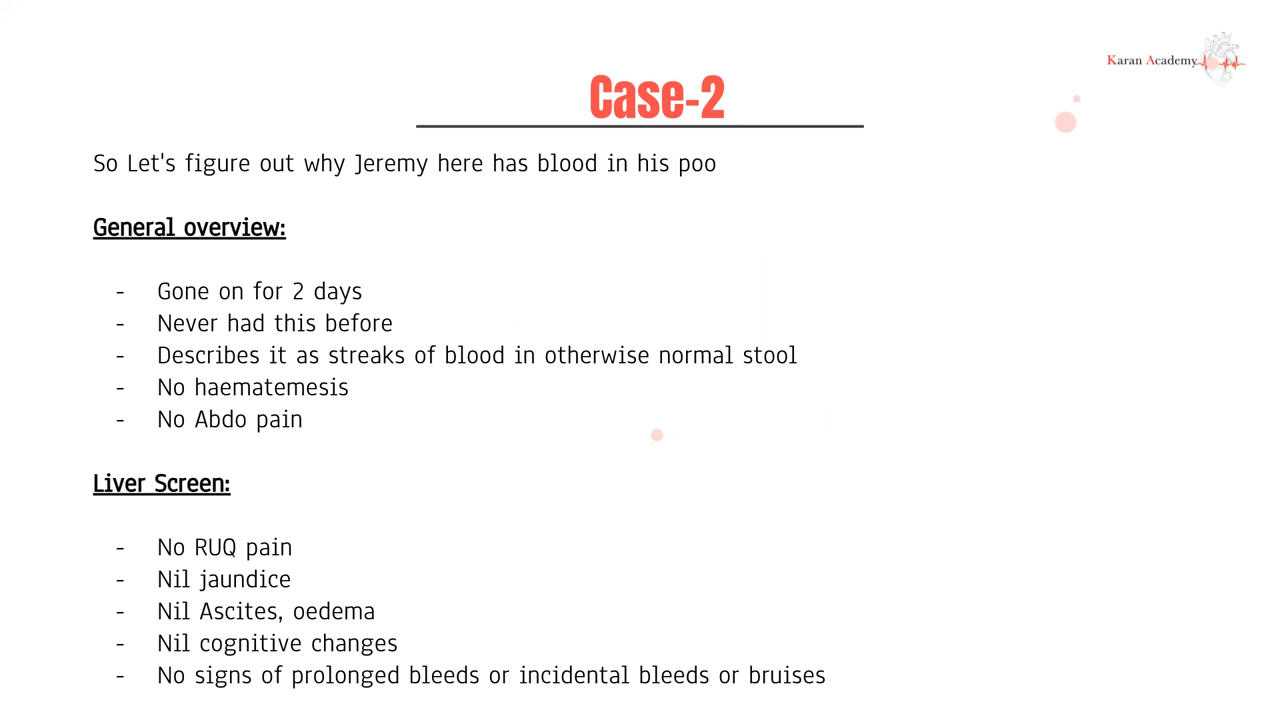 Karan Academy
Case-2
So Let's figure out why Jeremy here has blood in his poo
General overview:
- Gone on for 2 days
- Never had this before
- Describes it as streaks of blood in otherwise normal stool
- No haematemesis
- No Abdo pain
Liver Screen:
- No RUQ pain
- Nil jaundice
- Nil Ascites, oedema
- Nil cognitive changes
- No signs of prolonged bleeds or incidental bleeds or bruises